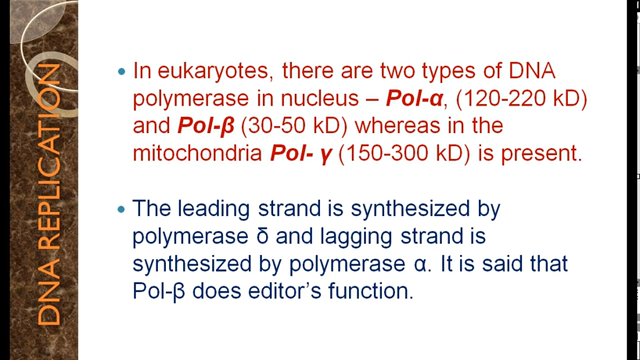 DNA REPLICATION
• In eukaryotes, there are two types of DNA
polymerase in nucleus – Pol-α, (120-220 kD)
and Pol-β (30-50 kD) whereas in the
mitochondria Pol- γ (150-300 kD) is present.
• The leading strand is synthesized by
polymerase δ and lagging strand is
synthesized by polymerase α. It is said that
Pol-β does editor’s function.